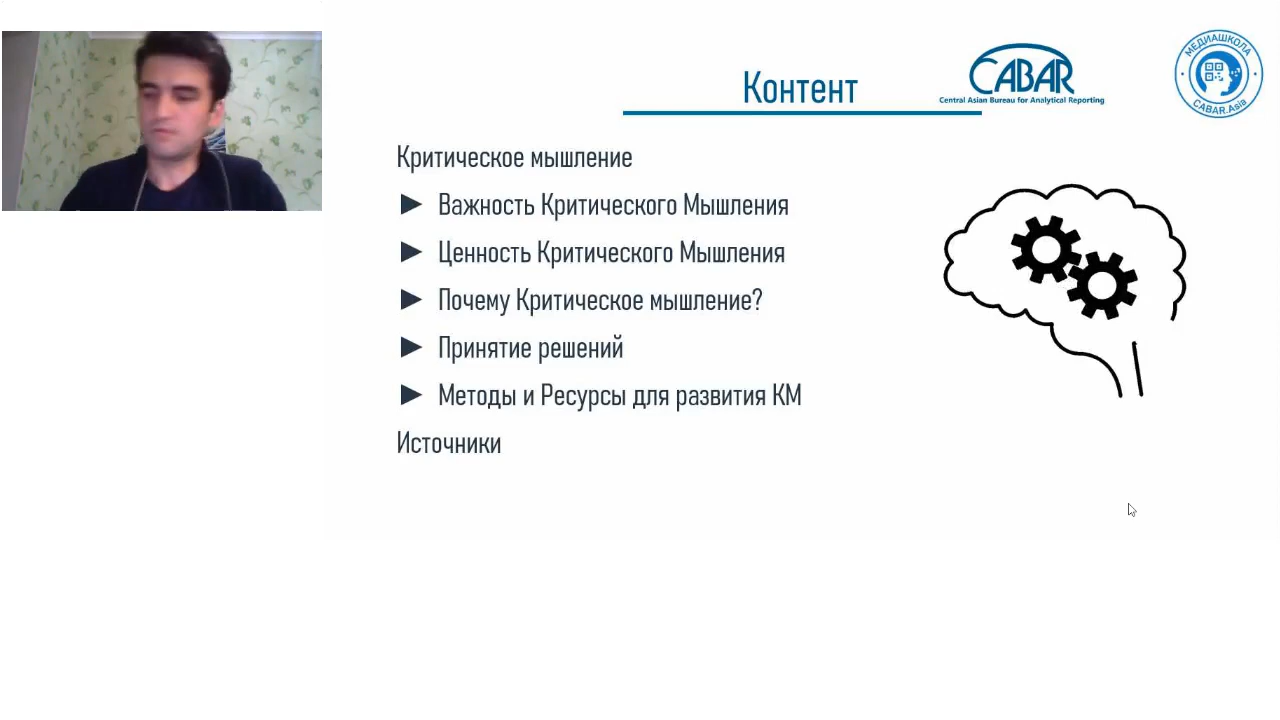 Контент
CABAR
Central Asian Bureau for Analytical Reporting
МЕДИАШКОЛА
CABAR.Asia
Критическое мышление
► Важность Критического Мышления
► Ценность Критического Мышления
► Почему Критическое мышление?
► Принятие решений
► Методы и Ресурсы для развития КМ
Источники